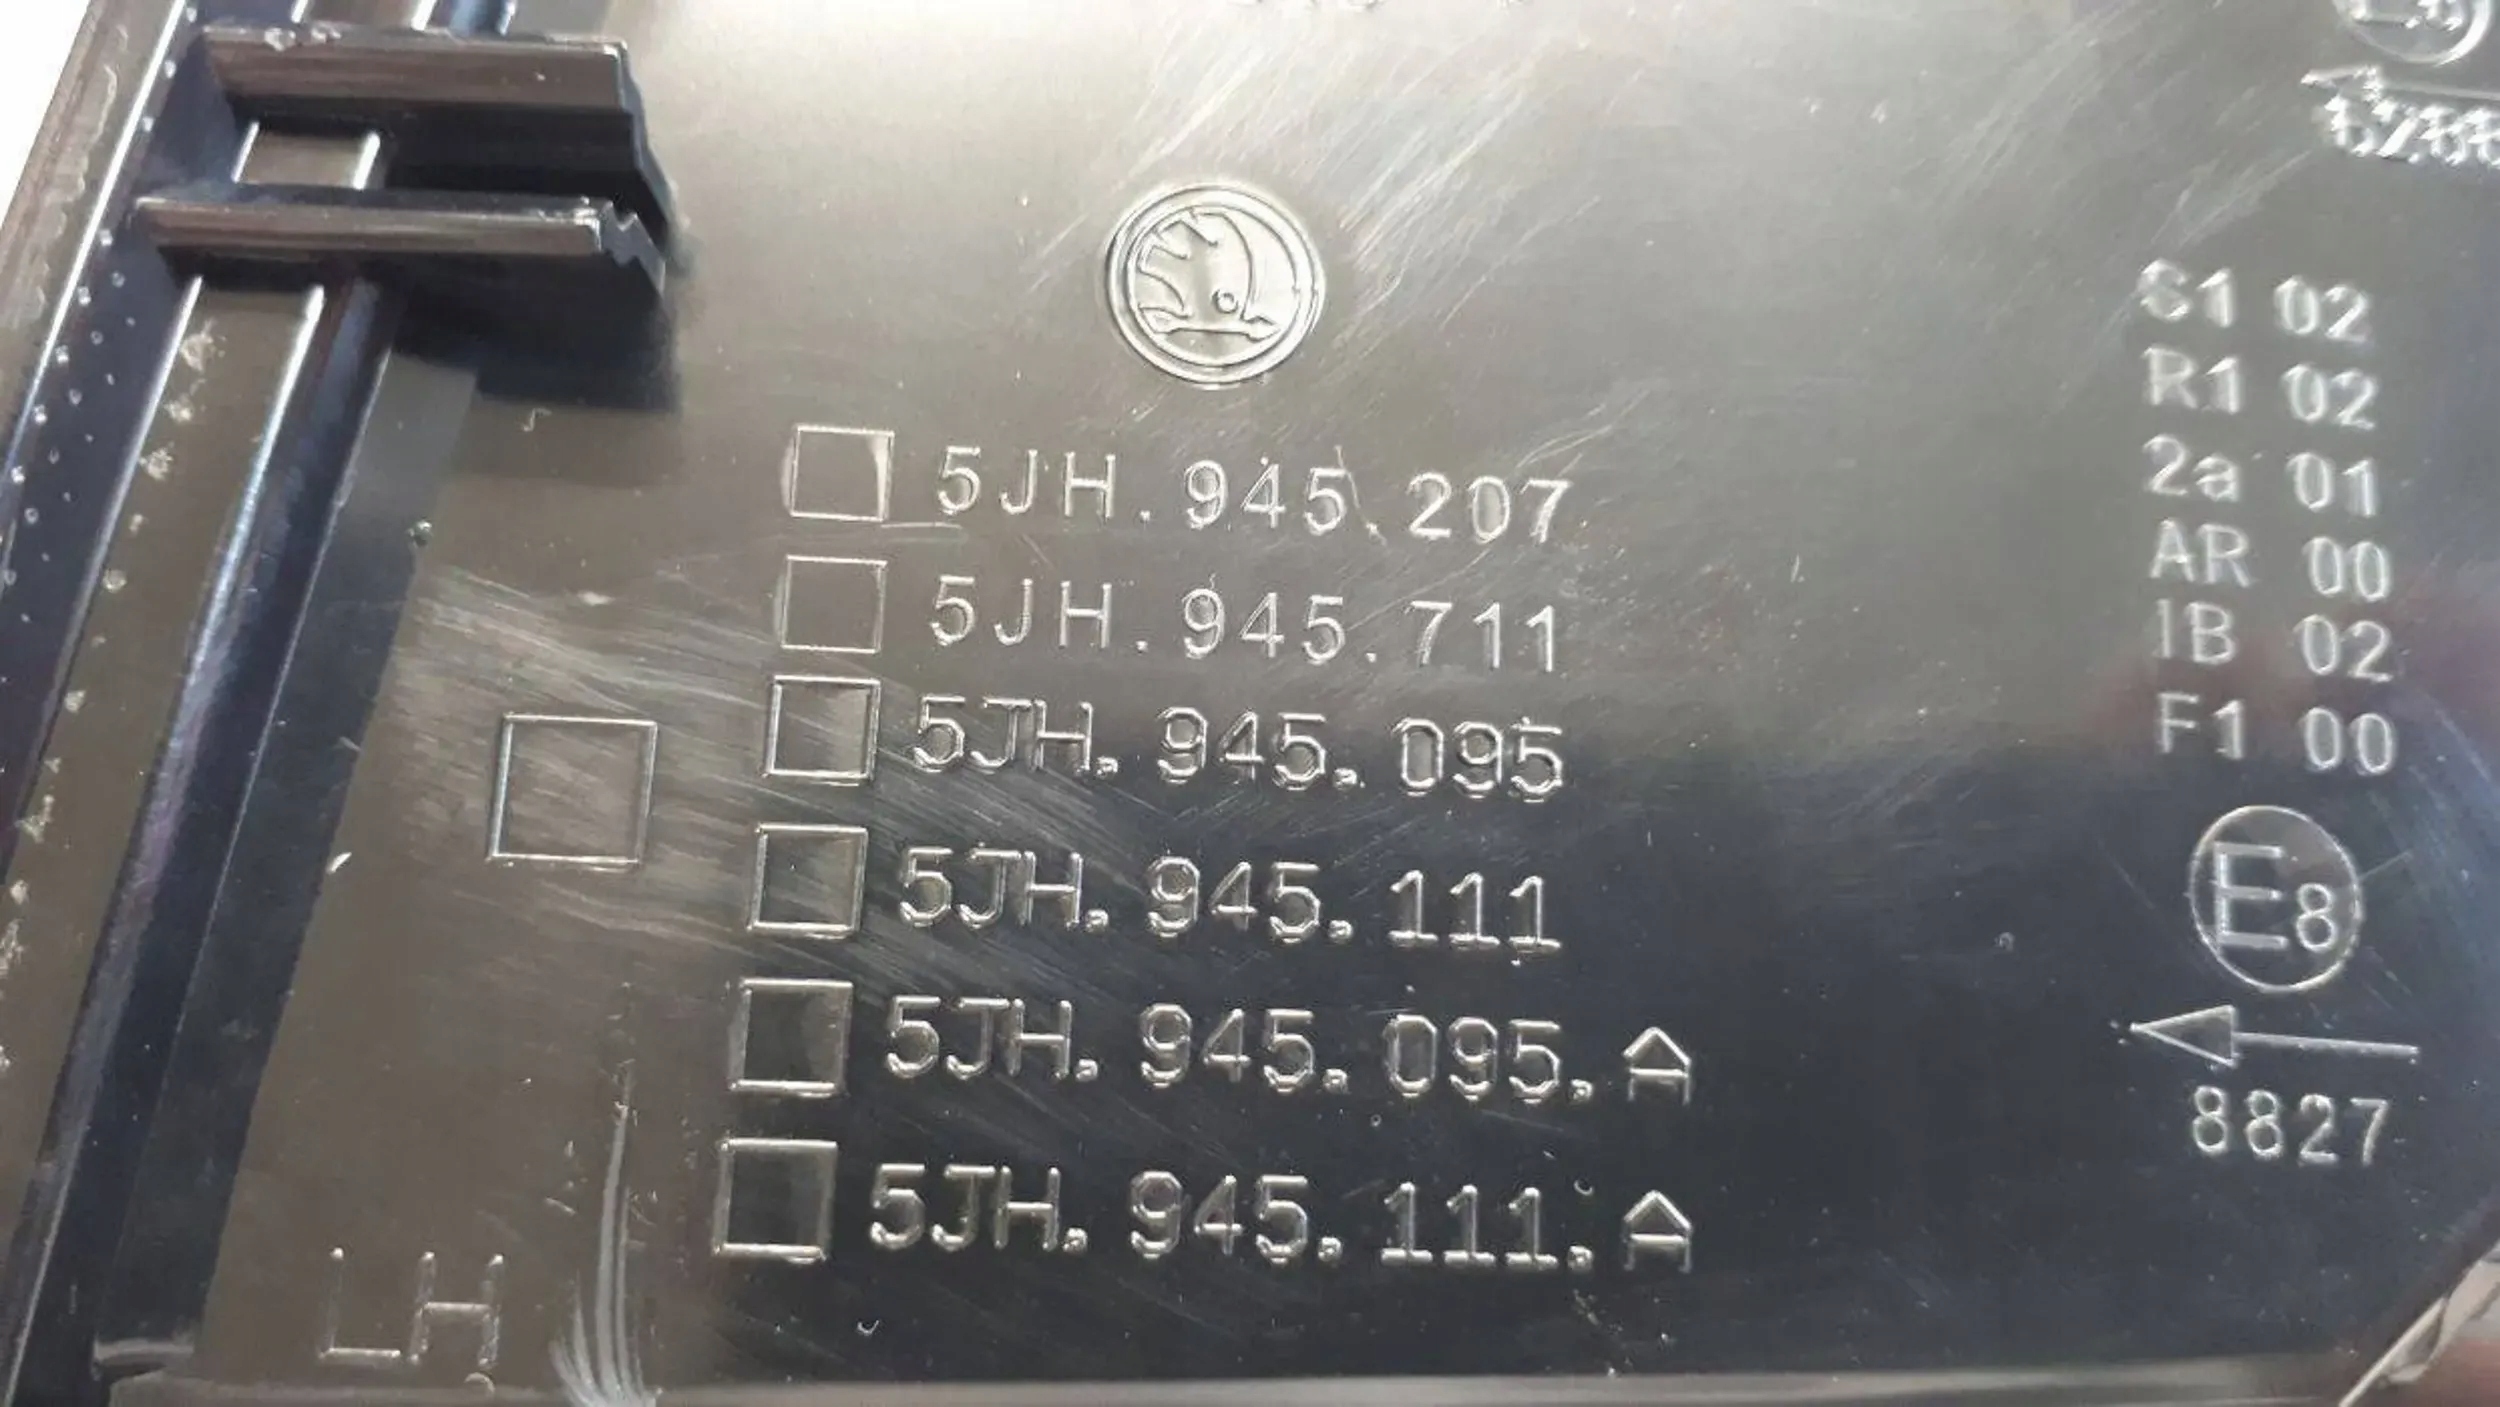 5JH.945.207
5JH.945.711
5JH.945.095
5JH.945.111
5JH.945.095.A
5JH.945.111.A
LH
S1 02
R1 02
2a 01
AR 00
IB 02
F1 00
E8
8827